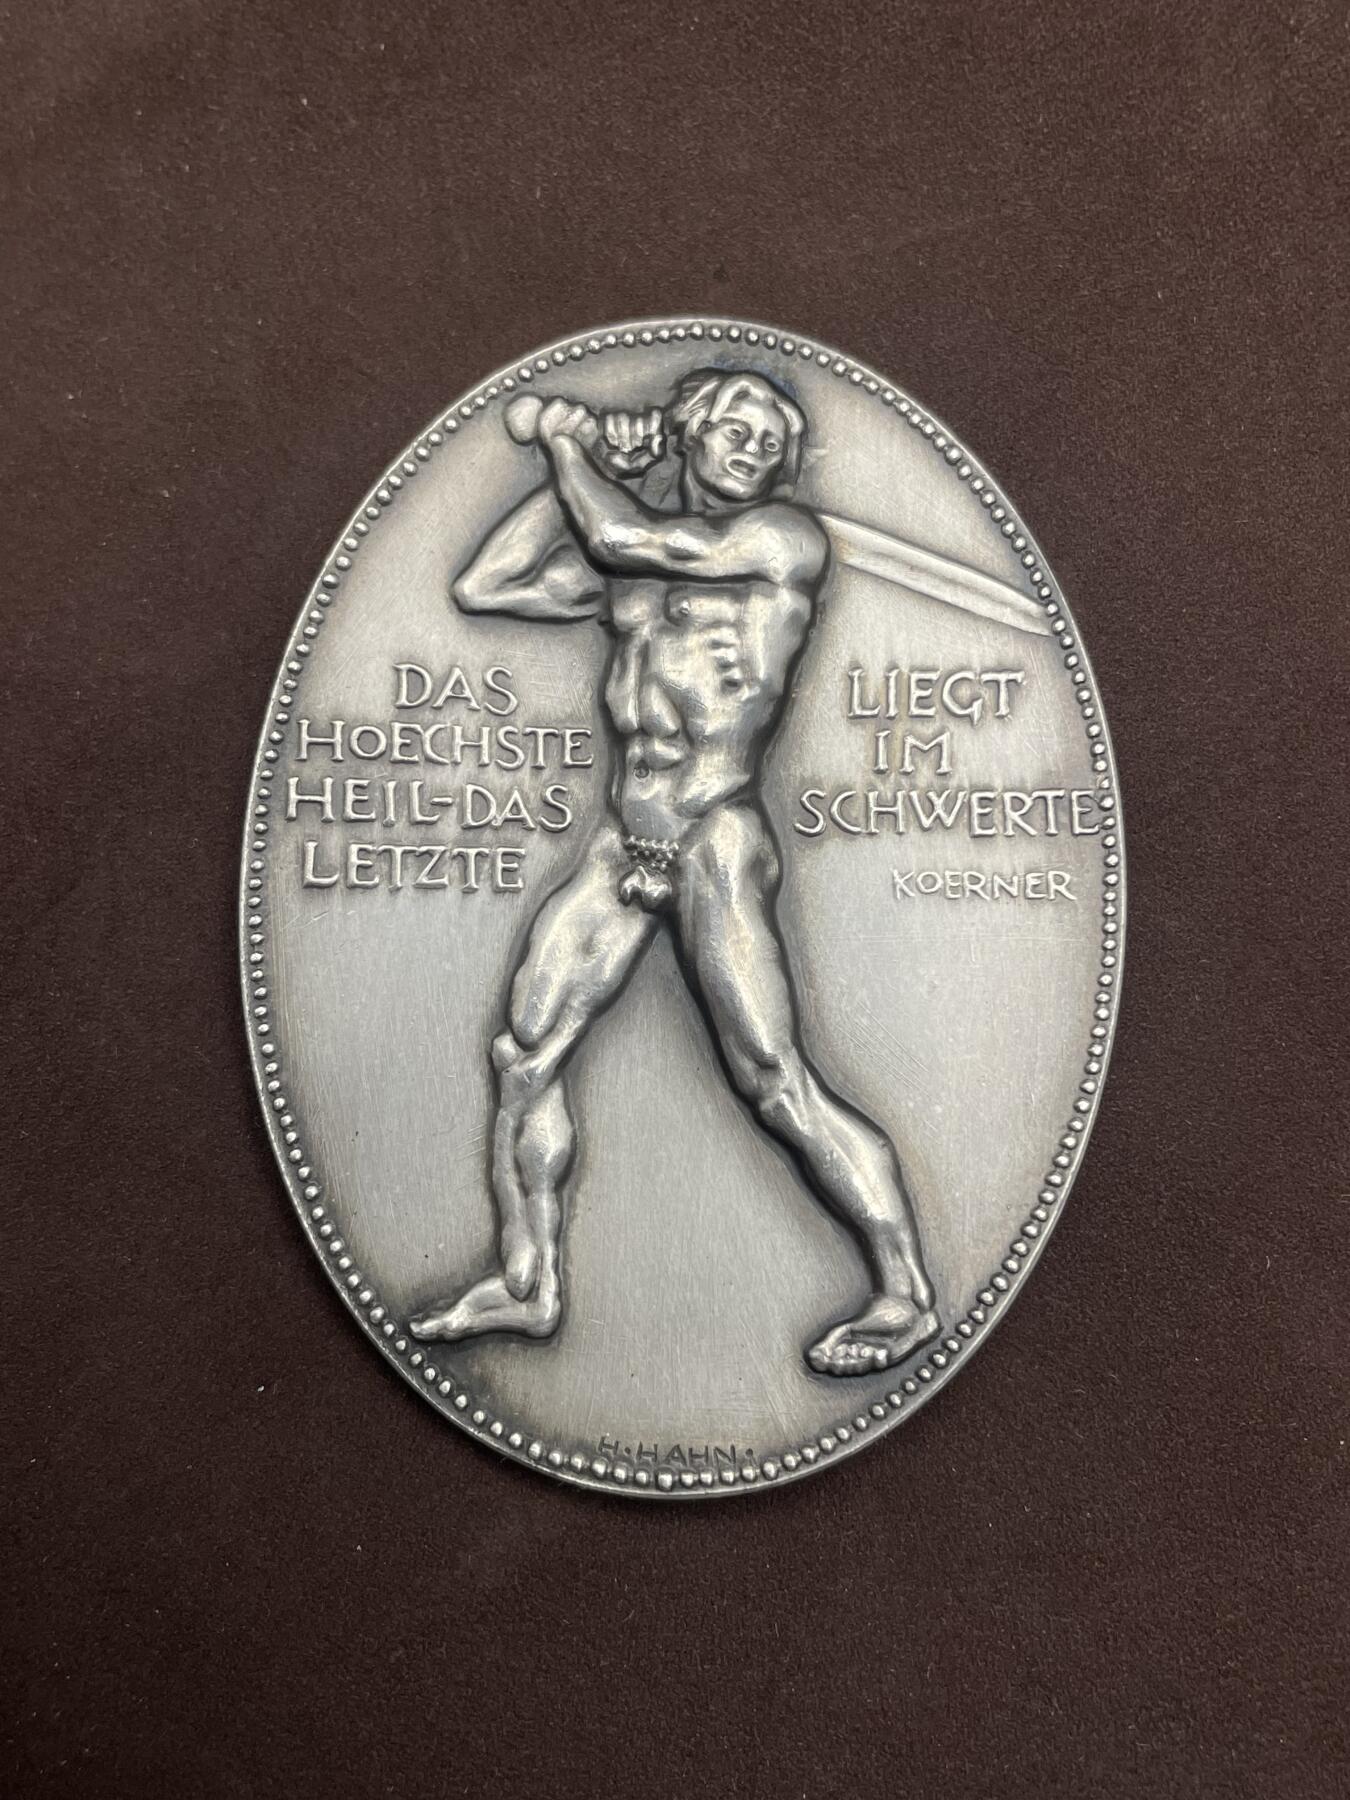 DAS
HOECHSTE
HEIL-DAS
LETZTE
LIEGT
IM
SCHWERTE
KOERNER
H·HAHN·